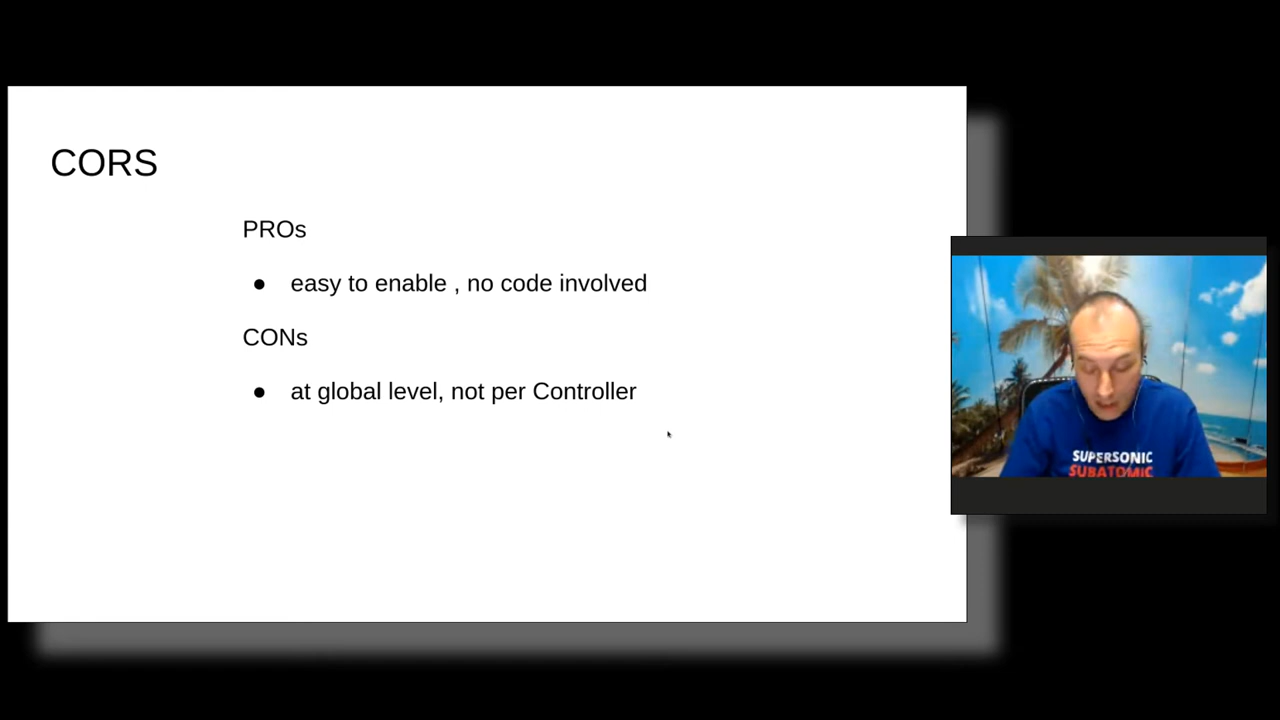 CORS
PROs
● easy to enable , no code involved
CONs
● at global level, not per Controller
SUPERSONIC
SUBATOMIC